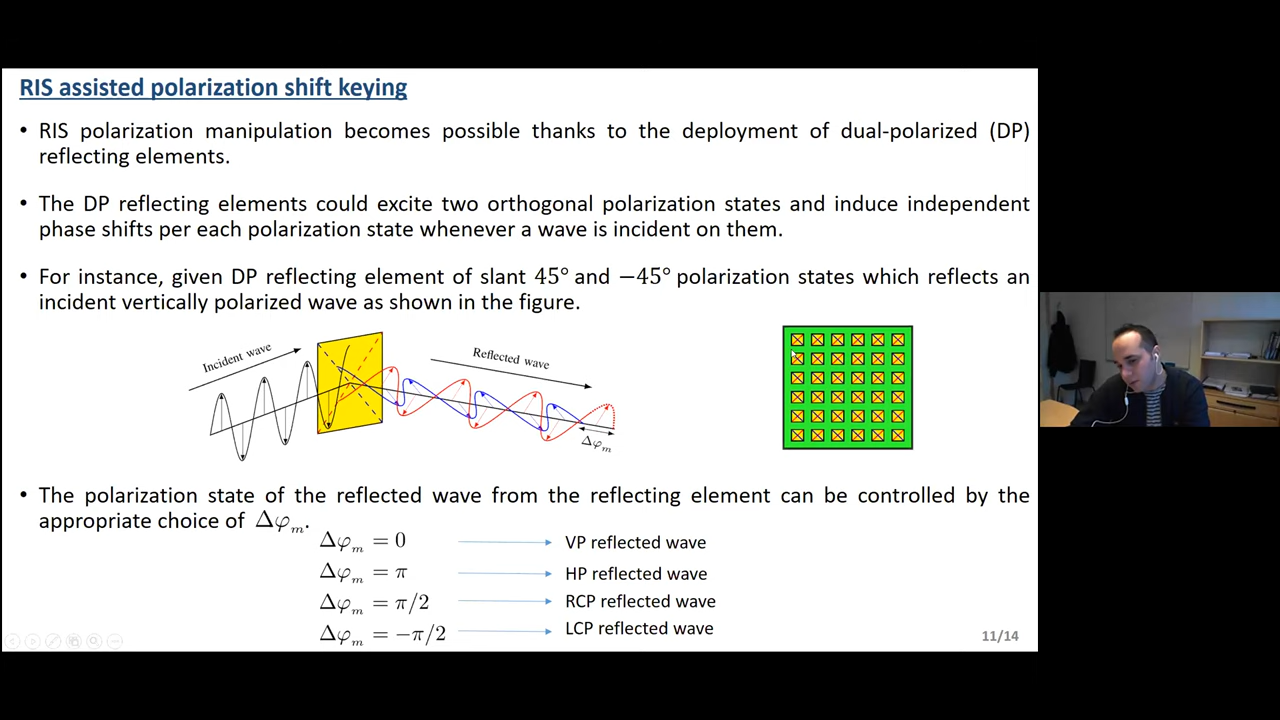 RIS assisted polarization shift keying
• RIS polarization manipulation becomes possible thanks to the deployment of dual-polarized (DP)
reflecting elements.
• The DP reflecting elements could excite two orthogonal polarization states and induce independent
phase shifts per each polarization state whenever a wave is incident on them.
• For instance, given DP reflecting element of slant 45° and −45° polarization states which reflects an
incident vertically polarized wave as shown in the figure.
Incident wave
Reflected wave
Δφₘ
• The polarization state of the reflected wave from the reflecting element can be controlled by the
appropriate choice of Δφₘ.
Δφₘ = 0 VP reflected wave
Δφₘ = π HP reflected wave
Δφₘ = π/2 RCP reflected wave
Δφₘ = −π/2 LCP reflected wave
11/14